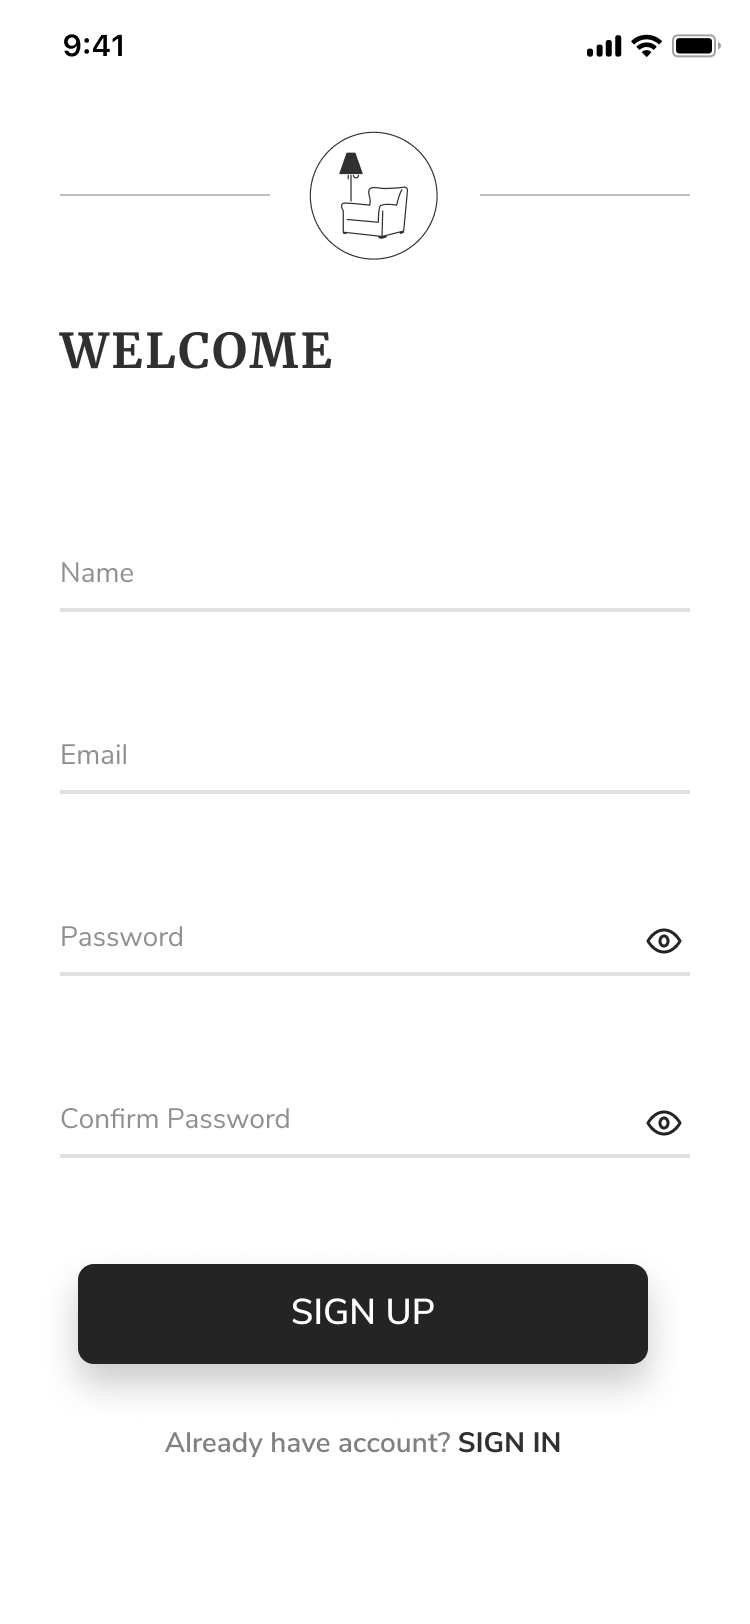 9:41
WELCOME
Name
Email
Password
Confirm Password
SIGN UP
Already have account? SIGN IN